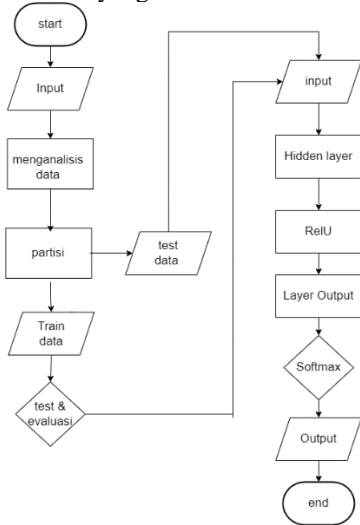 start
Input
menganalisis
data
partisi
test
data
Train
data
test &
evaluasi
input
Hidden layer
RelU
Layer Output
Softmax
Output
end